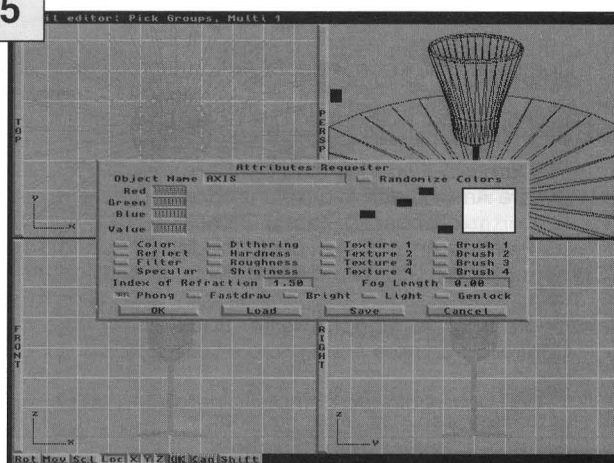 5
il editor: Pick Groups, Multi 1
TOP
PERSP
Attributes Requester
Object Name AXIS Randomize Colors
Red
Green
Blue
Value
Color Dithering Texture 1 Brush 1
Reflect Hardness Texture 2 Brush 2
Filter Roughness Texture 3 Brush 3
Specular Shininess Texture 4 Brush 4
Index of Refraction 1.50 Fog Length 0.00
Phong Fastdraw Bright Light Genlock
OK Load Save Cancel
y
x
FRONT
RIGHT
z
x
z
y
Rot Mov Scl Loc X Y Z OK Kan Shift